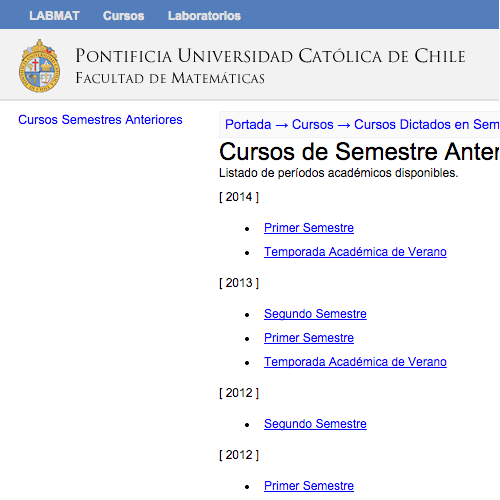 LABMAT Cursos Laboratorios
PONTIFICIA UNIVERSIDAD CATÓLICA DE CHILE
FACULTAD DE MATEMÁTICAS
Cursos Semestres Anteriores
Portada → Cursos → Cursos Dictados en Sem
Cursos de Semestre Anter
Listado de períodos académicos disponibles.
[ 2014 ]
• Primer Semestre
• Temporada Académica de Verano
[ 2013 ]
• Segundo Semestre
• Primer Semestre
• Temporada Académica de Verano
[ 2012 ]
• Segundo Semestre
[ 2012 ]
• Primer Semestre